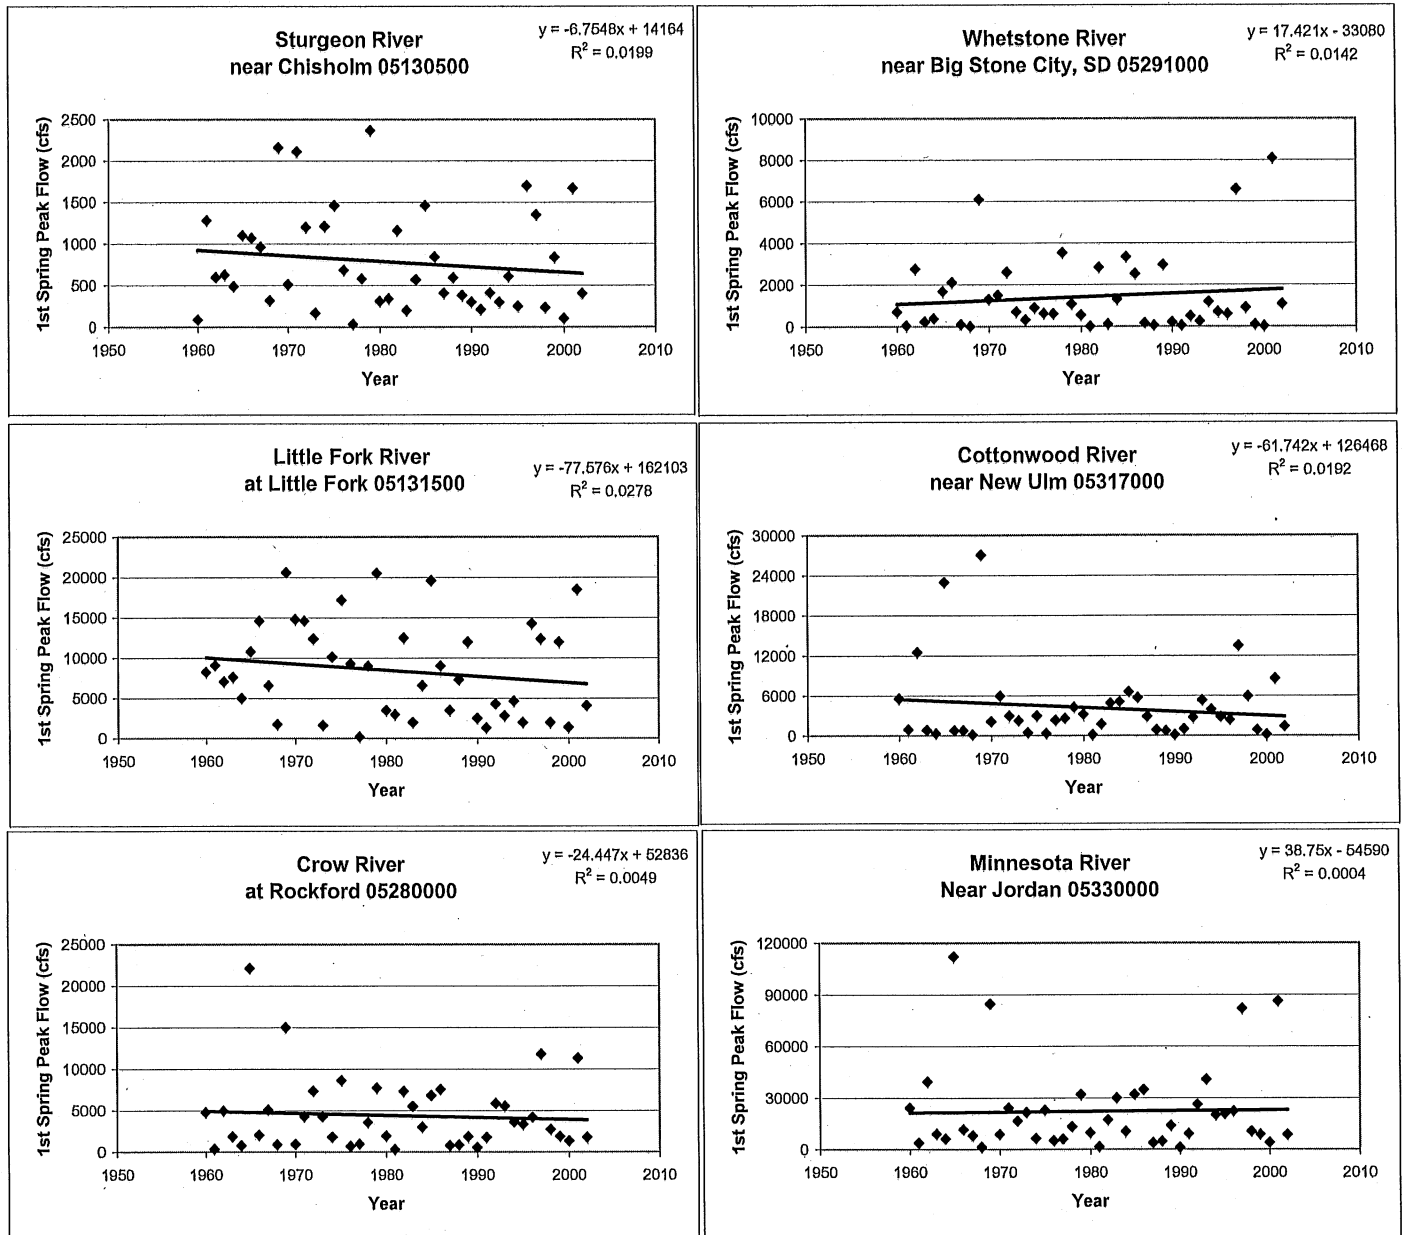 Sturgeon River
near Chisholm 05130500
y = -6.7548x + 14164
R² = 0.0199
1st Spring Peak Flow (cfs)
2500
2000
1500
1000
500
0
1950 1960 1970 1980 1990 2000 2010
Year
Whetstone River
near Big Stone City, SD 05291000
y = 17.421x - 33080
R² = 0.0142
1st Spring Peak Flow (cfs)
10000
8000
6000
4000
2000
0
1950 1960 1970 1980 1990 2000 2010
Year
Little Fork River
at Little Fork 05131500
y = -77.576x + 162103
R² = 0.0278
1st Spring Peak Flow (cfs)
25000
20000
15000
10000
5000
0
1950 1960 1970 1980 1990 2000 2010
Year
Cottonwood River
near New Ulm 05317000
y = -61.742x + 126468
R² = 0.0192
1st Spring Peak Flow (cfs)
30000
24000
18000
12000
6000
0
1950 1960 1970 1980 1990 2000 2010
Year
Crow River
at Rockford 05280000
y = -24.447x + 52836
R² = 0.0049
1st Spring Peak Flow (cfs)
25000
20000
15000
10000
5000
0
1950 1960 1970 1980 1990 2000 2010
Year
Minnesota River
Near Jordan 05330000
y = 38.75x - 54590
R² = 0.0004
1st Spring Peak Flow (cfs)
120000
90000
60000
30000
0
1950 1960 1970 1980 1990 2000 2010
Year